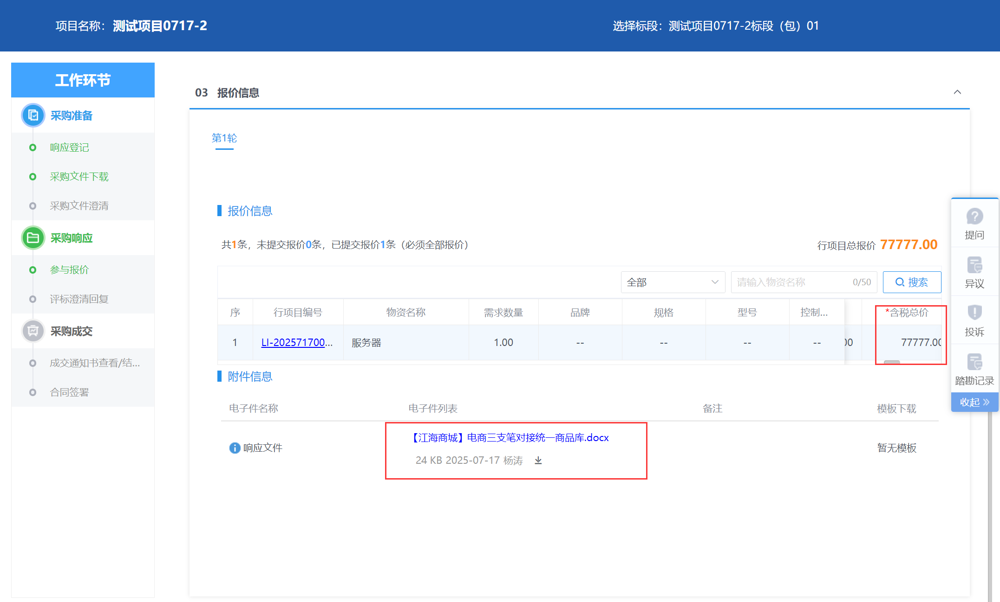 项目名称：测试项目0717-2
选择标段：测试项目0717-2标段（包）01
工作环节
采购准备
响应登记
采购文件下载
采购文件澄清
采购响应
参与报价
评标澄清回复
采购成交
成交通知书查看/结...
合同签署
03 报价信息
第1轮
报价信息
共1条，未提交报价0条，已提交报价1条（必须全部报价）
行项目总报价 77777.00
全部
请输入物资名称 0/50
搜索
序 行项目编号 物资名称 需求数量 品牌 规格 型号 控制... *含税总价
1 LI-202571700... 服务器 1.00 -- -- -- -- 00 77777.00
附件信息
电子件名称 电子件列表 备注 模板下载
响应文件
【江海商城】电商三支笔对接统一商品库.docx
24 KB 2025-07-17 杨涛
暂无模板
提问
异议
投诉
踏勘记录
收起